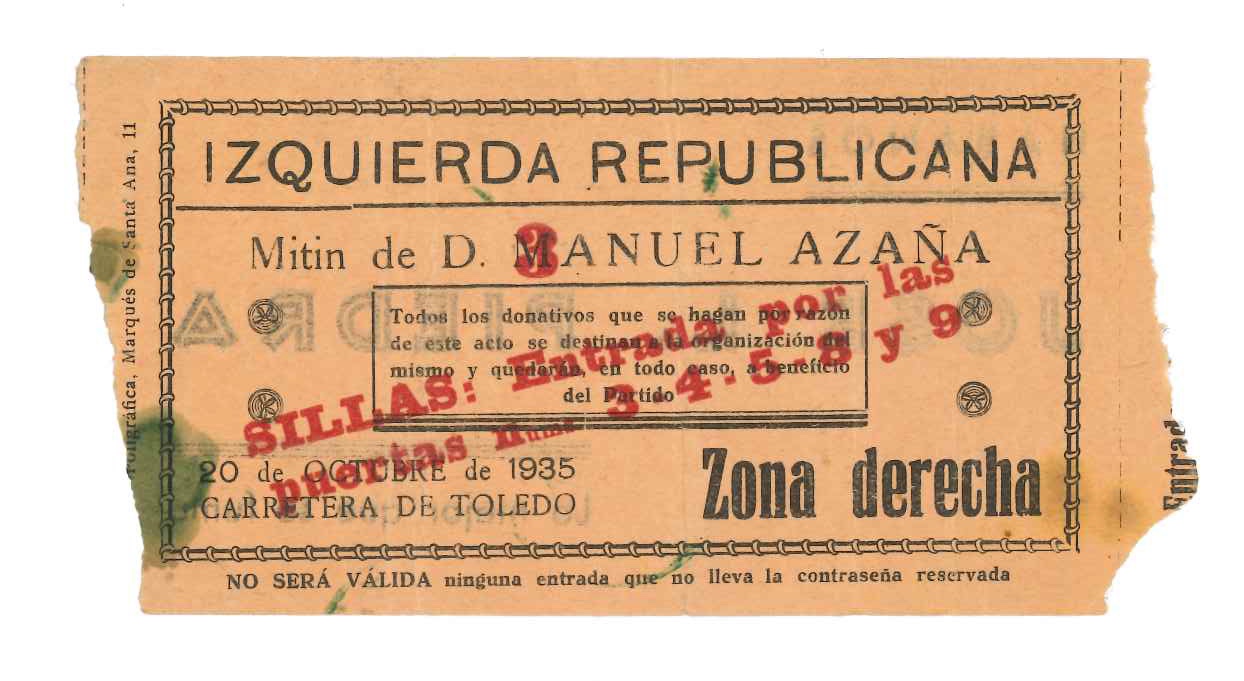 IZQUIERDA REPUBLICANA
Mitin de D. MANUEL AZAÑA
3
Todos los donativos que se hagan por razón
de este acto se destinan a la organización del
mismo y quedarán, en todo caso, a beneficio
del Partido
SILLAS: Entrada por las
puertas nums 3-4-5-8 y 9
20 de OCTUBRE de 1935
CARRETERA DE TOLEDO
Zona derecha
NO SERÁ VÁLIDA ninguna entrada que no lleva la contraseña reservada
Marqués de Santa Ana, 11
Entrad